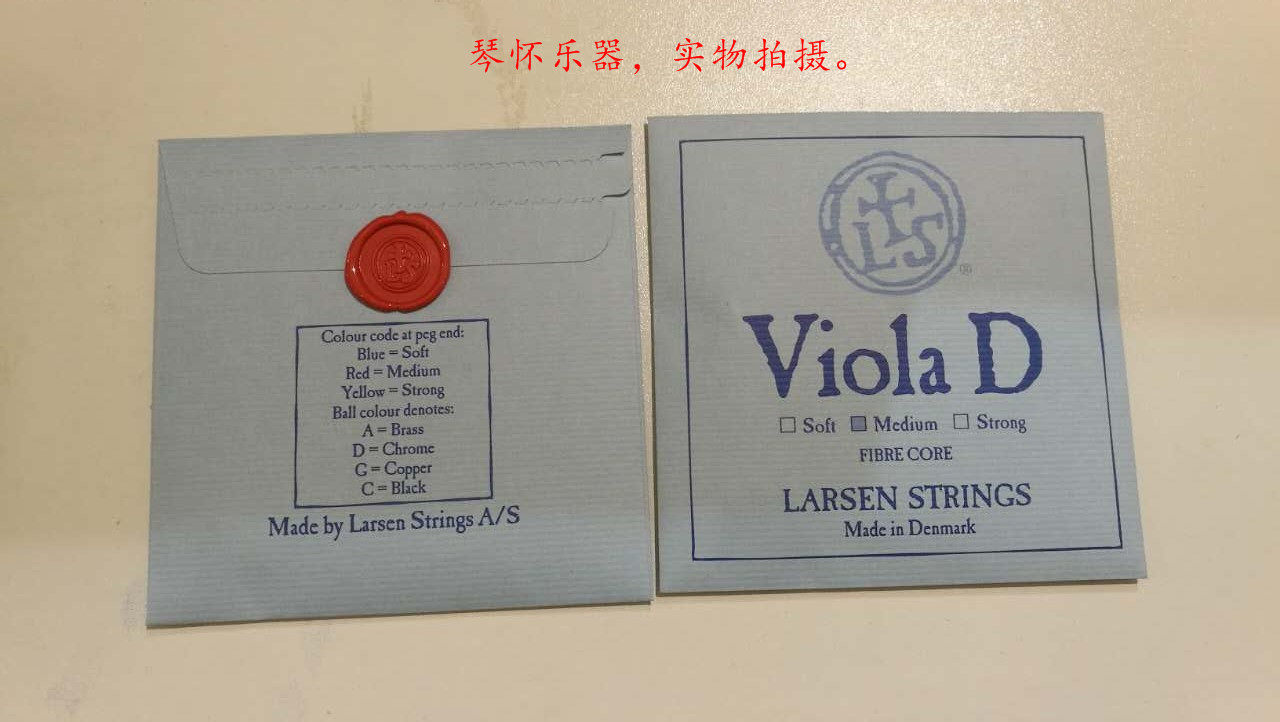 琴怀乐器，实物拍摄。
Colour code at peg end:
Blue = Soft
Red = Medium
Yellow = Strong
Ball colour denotes:
A = Brass
D = Chrome
G = Copper
C = Black
Made by Larsen Strings A/S
LS
®
Viola D
Soft Medium Strong
FIBRE CORE
LARSEN STRINGS
Made in Denmark